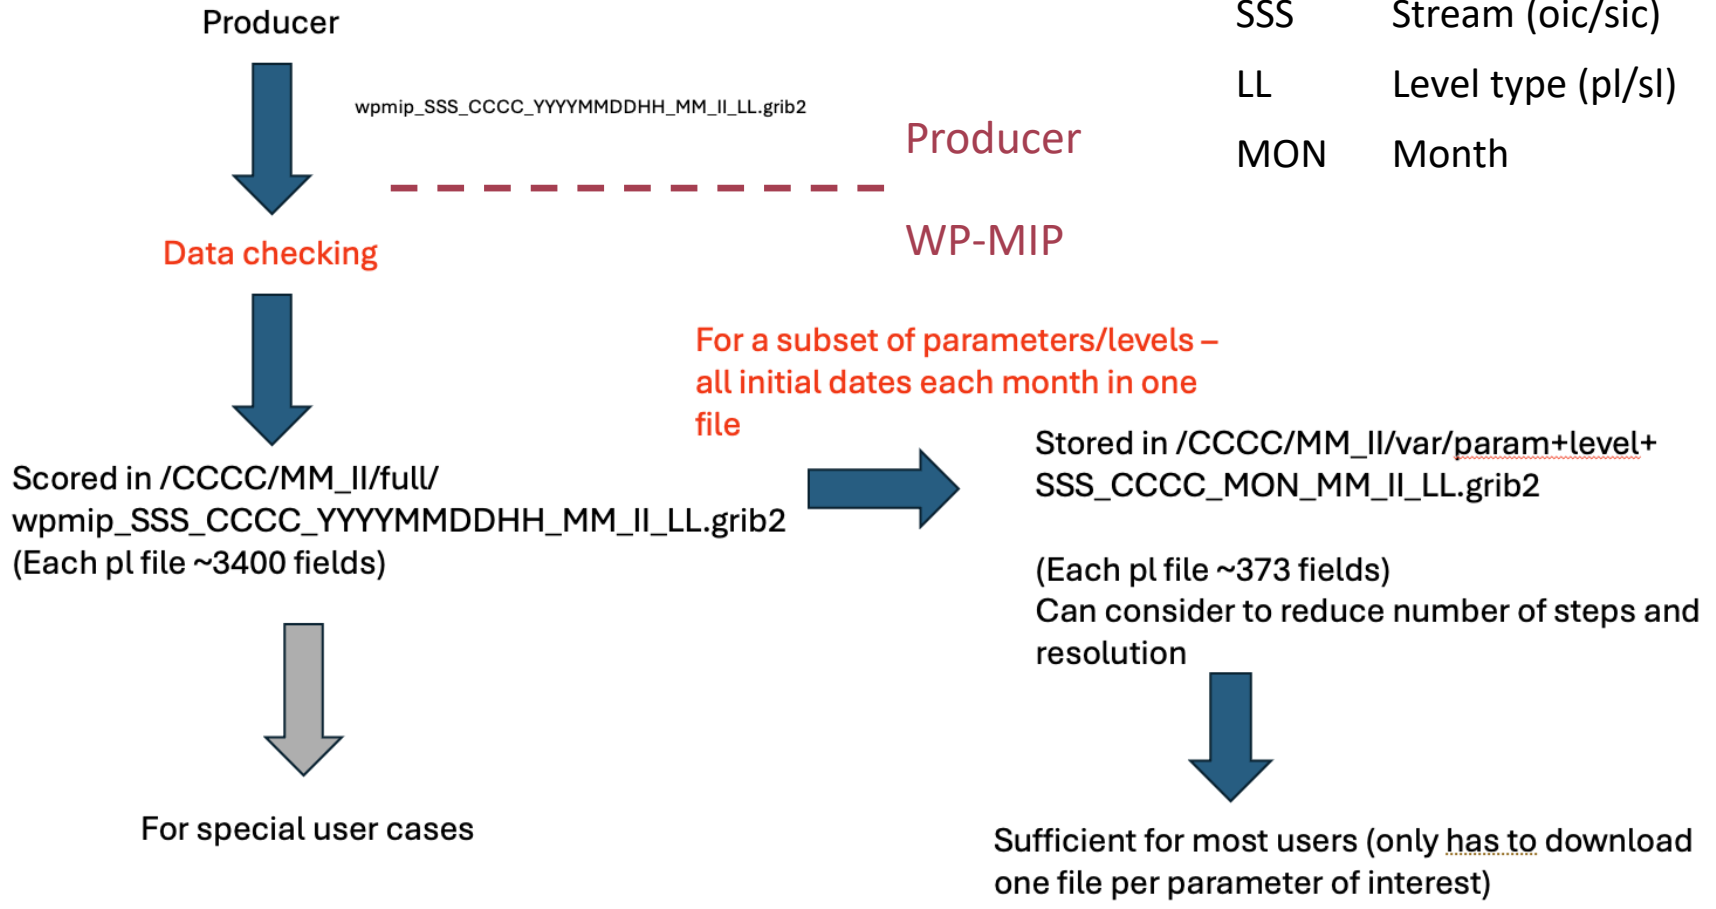 Producer
wpmip_SSS_CCCC_YYYYMMDDHH_MM_II_LL.grib2
SSS Stream (oic/sic)
LL Level type (pl/sl)
MON Month
Producer
WP-MIP
Data checking
For a subset of parameters/levels –
all initial dates each month in one
file
Scored in /CCCC/MM_II/full/
wpmip_SSS_CCCC_YYYYMMDDHH_MM_II_LL.grib2
(Each pl file ~3400 fields)
Stored in /CCCC/MM_II/var/param+level+
SSS_CCCC_MON_MM_II_LL.grib2
(Each pl file ~373 fields)
Can consider to reduce number of steps and
resolution
For special user cases
Sufficient for most users (only has to download
one file per parameter of interest)